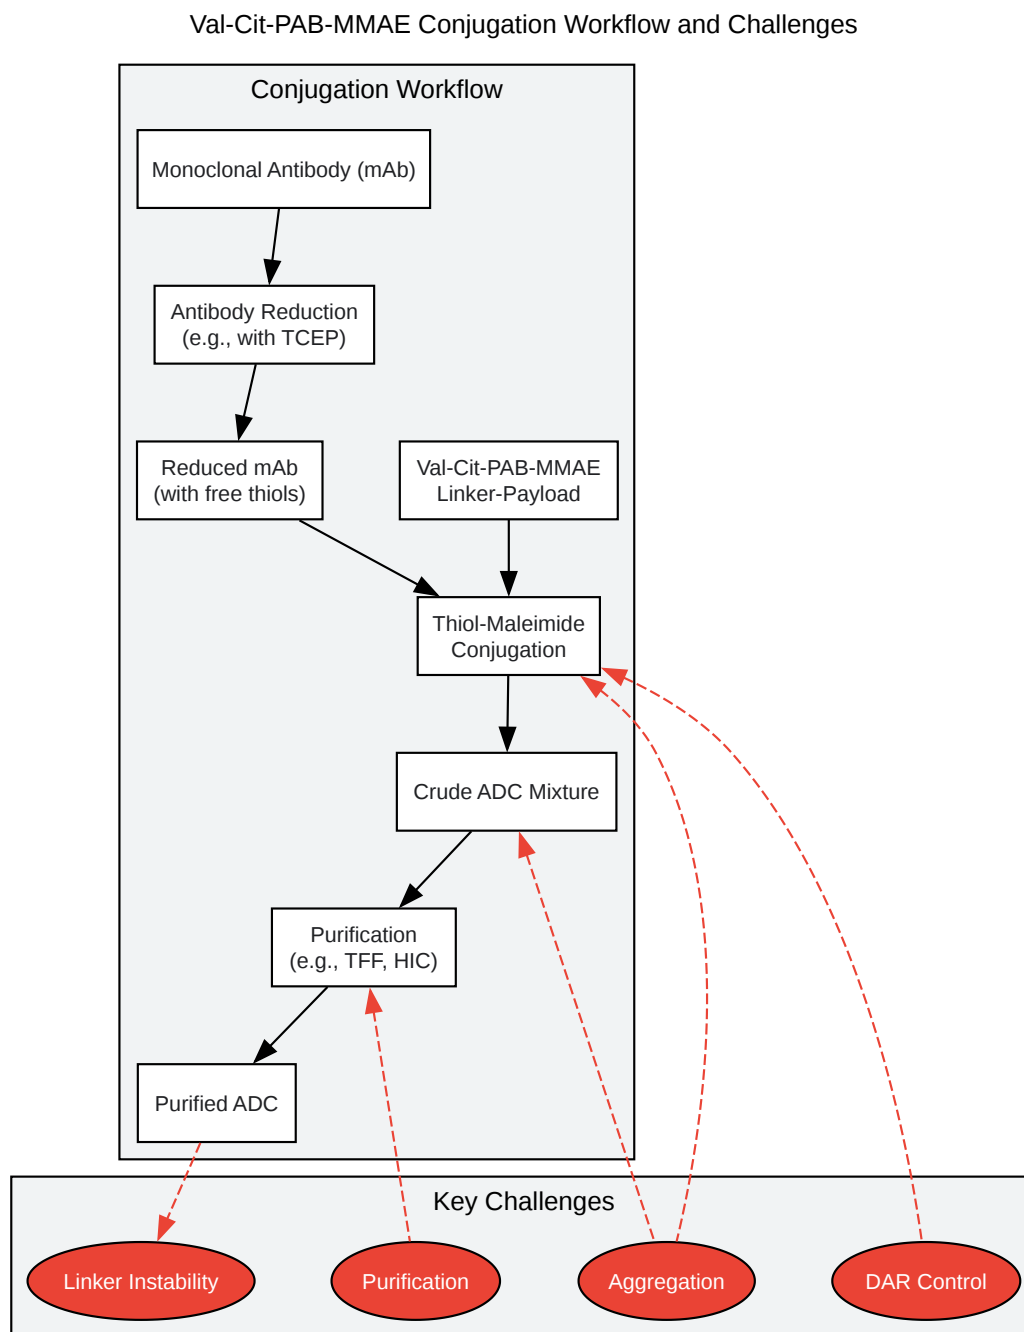 Val-Cit-PAB-MMAE Conjugation Workflow and Challenges
Conjugation Workflow
Monoclonal Antibody (mAb)
Antibody Reduction
(e.g., with TCEP)
Reduced mAb
(with free thiols)
Val-Cit-PAB-MMAE
Linker-Payload
Thiol-Maleimide
Conjugation
Crude ADC Mixture
Purification
(e.g., TFF, HIC)
Purified ADC
Key Challenges
Linker Instability
Purification
Aggregation
DAR Control